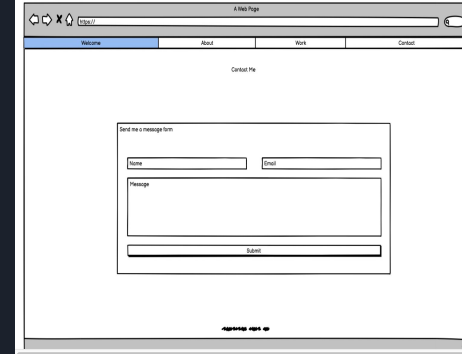 A Web Page
https://
Welcome About Work Contact
Contact Me
Send me a message form
Name Email
Message
Submit